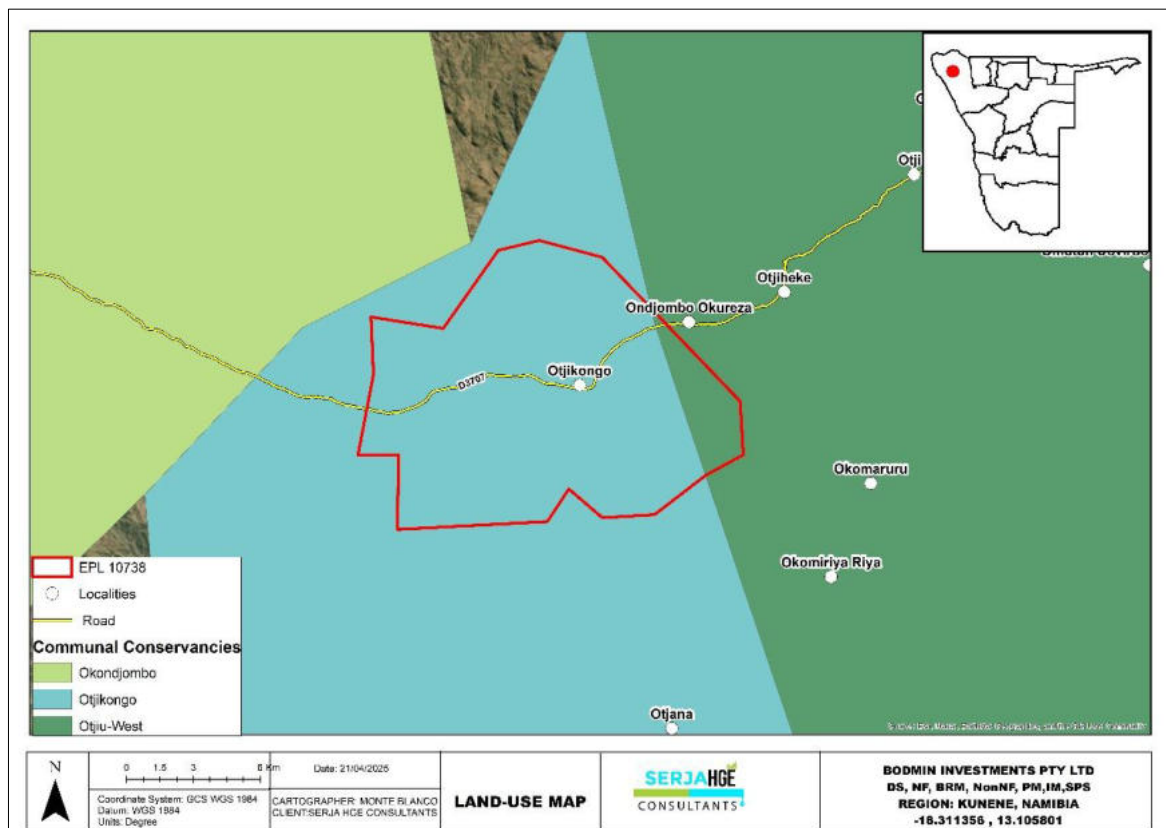 Otji
Otjiheke
Ondjombo Okureza
Otjikongo
D3707
Okomaruru
Okomiriya Riya
Otjana
EPL 10738
Localities
Road
Communal Conservancies
Okondjombo
Otjikongo
Otjiu-West
N
0 1.5 3 6 Km
Coordinate System: GCS WGS 1984
Datum: WGS 1984
Units: Degree
Date: 21/04/2025
CARTOGRAPHER: MONTE BLANCO
CLIENT:SERJA HGE CONSULTANTS
LAND-USE MAP
SERJAHGE
CONSULTANTS
BODMIN INVESTMENTS PTY LTD
DS, NF, BRM, NonNF, PM,IM,SPS
REGION: KUNENE, NAMIBIA
-18.311356 , 13.105801